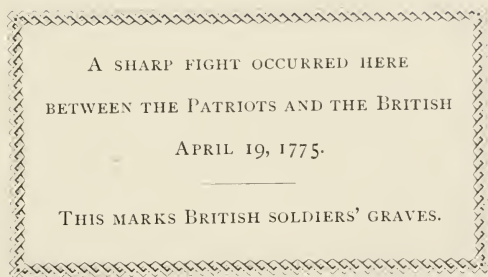 A SHARP FIGHT OCCURRED HERE
BETWEEN THE PATRIOTS AND THE BRITISH
APRIL 19, 1775.
THIS MARKS BRITISH SOLDIERS' GRAVES.